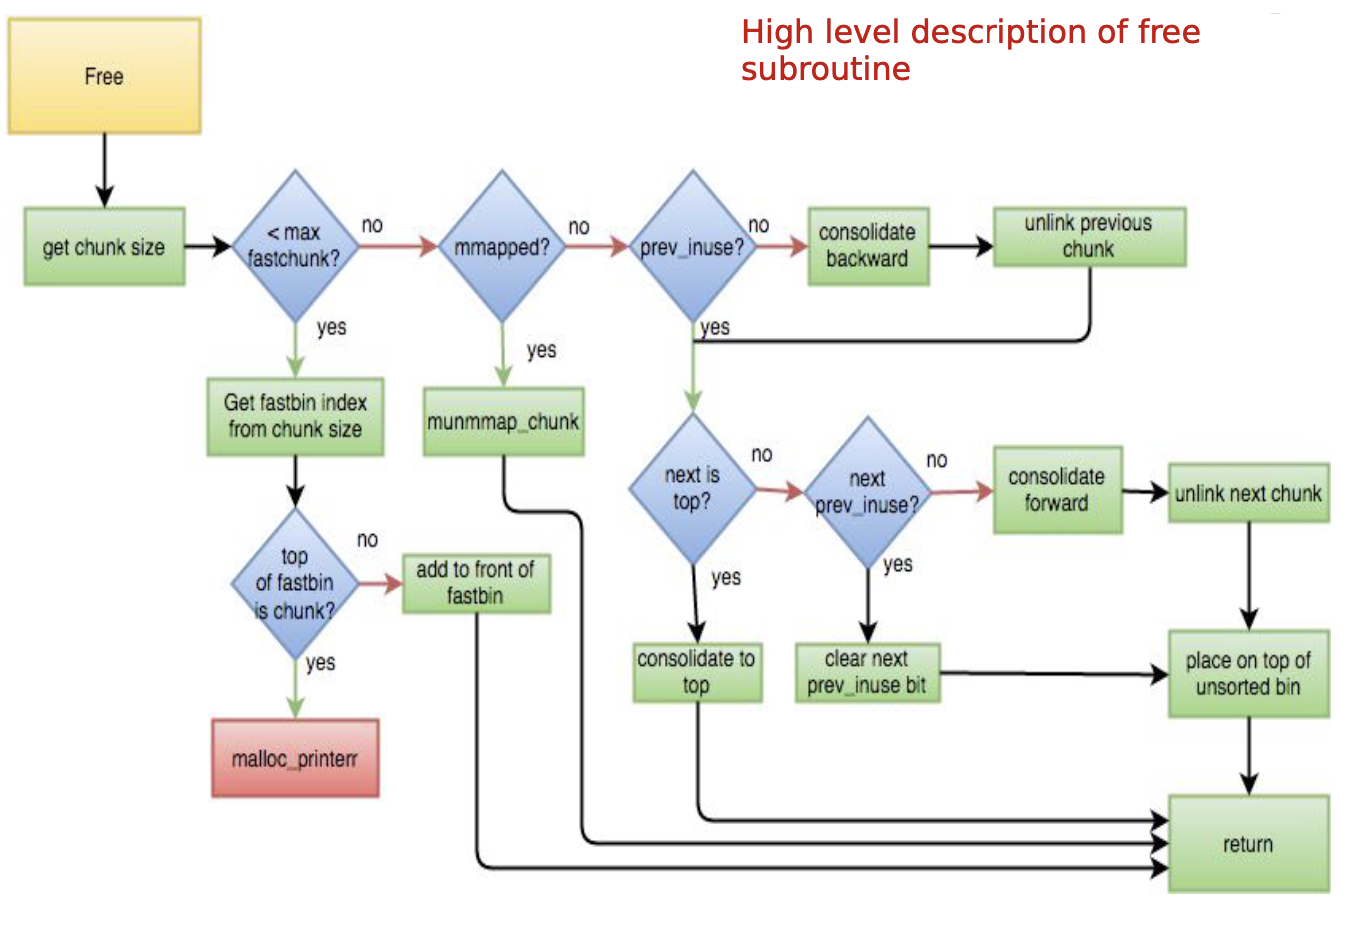 High level description of free
subroutine
Free
get chunk size
< max
fastchunk?
no
mmapped?
no
prev_inuse?
no
consolidate
backward
unlink previous
chunk
yes
yes
yes
Get fastbin index
from chunk size
munmmap_chunk
next is
top?
no
next
prev_inuse?
no
consolidate
forward
unlink next chunk
top
of fastbin
is chunk?
no
add to front of
fastbin
yes
yes
yes
consolidate to
top
clear next
prev_inuse bit
place on top of
unsorted bin
malloc_printerr
return